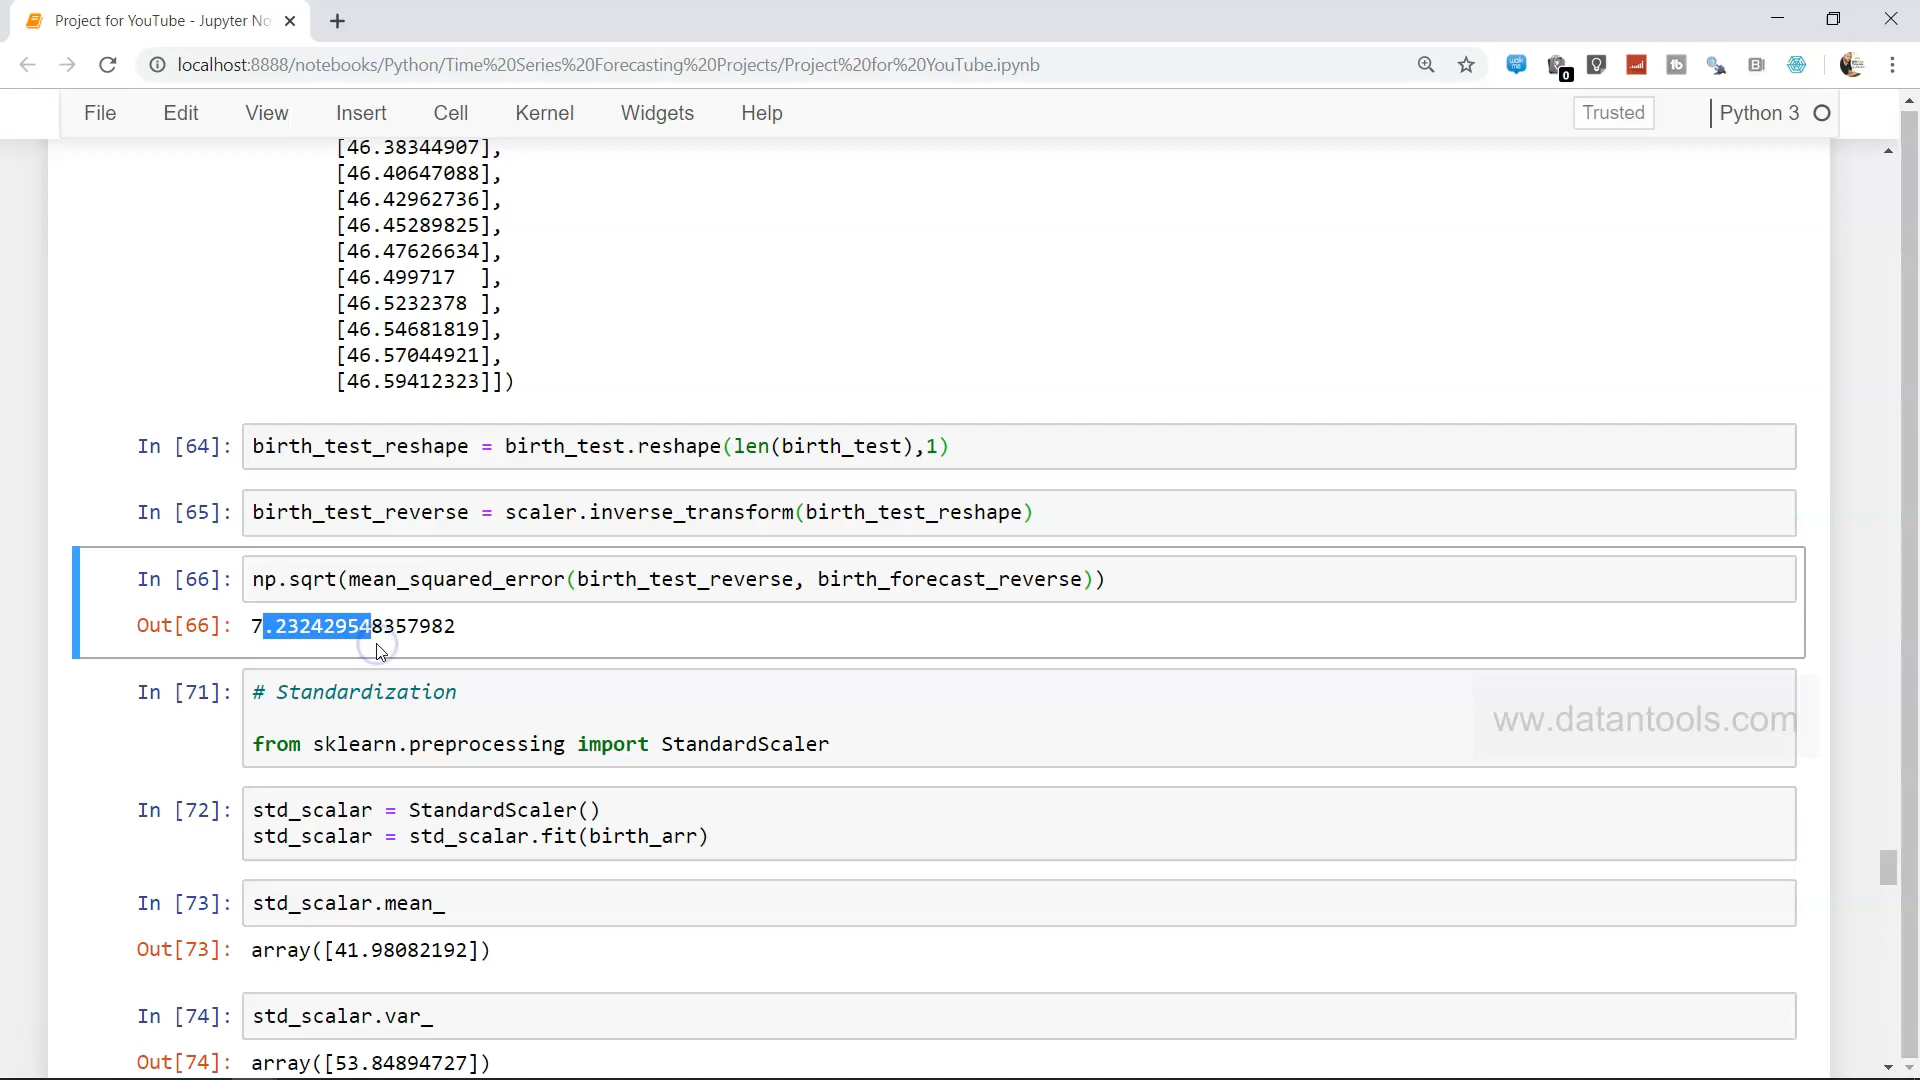 Project for YouTube - Jupyter No
localhost:8888/notebooks/Python/Time%20Series%20Forecasting%20Projects/Project%20for%20YouTube.ipynb
0
File Edit View Insert Cell Kernel Widgets Help Trusted Python 3
[46.38344907],
[46.40647088],
[46.42962736],
[46.45289825],
[46.47626634],
[46.499717  ],
[46.5232378 ],
[46.54681819],
[46.57044921],
[46.59412323]])
In [64]: birth_test_reshape = birth_test.reshape(len(birth_test),1)
In [65]: birth_test_reverse = scaler.inverse_transform(birth_test_reshape)
In [66]: np.sqrt(mean_squared_error(birth_test_reverse, birth_forecast_reverse))
Out[66]: 7.232429548357982
In [71]: # Standardization
from sklearn.preprocessing import StandardScaler
ww.datantools.com
In [72]: std_scalar = StandardScaler()
std_scalar = std_scalar.fit(birth_arr)
In [73]: std_scalar.mean_
Out[73]: array([41.98082192])
In [74]: std_scalar.var_
Out[74]: array([53.84894727])